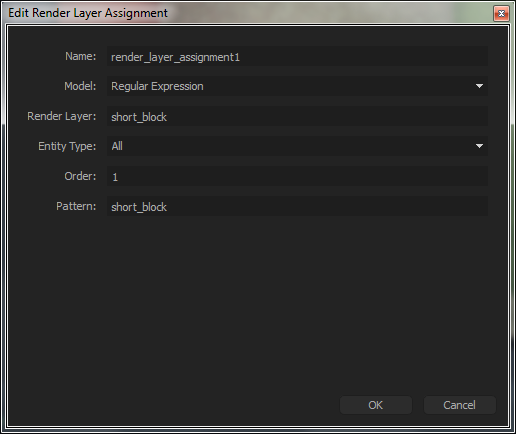 Edit Render Layer Assignment
Name: render_layer_assignment1
Model: Regular Expression
Render Layer: short_block
Entity Type: All
Order: 1
Pattern: short_block
OK Cancel